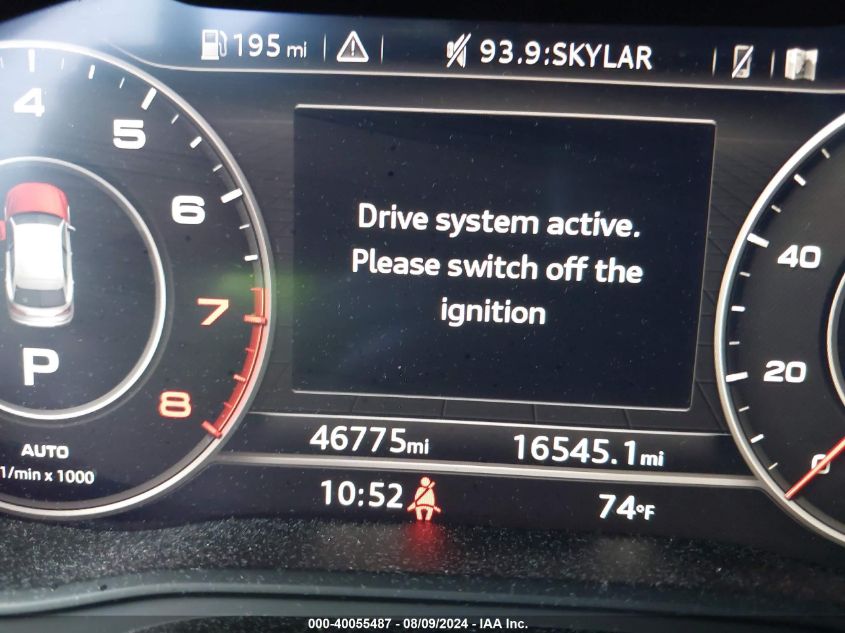 195 mi 93.9:SKYLAR
4
5
6
7
8
P
AUTO
1/min x 1000
Drive system active.
Please switch off the
ignition
40
20
0
46775mi 16545.1mi
10:52 74°F
000-40055487 - 08/09/2024 - IAA Inc.